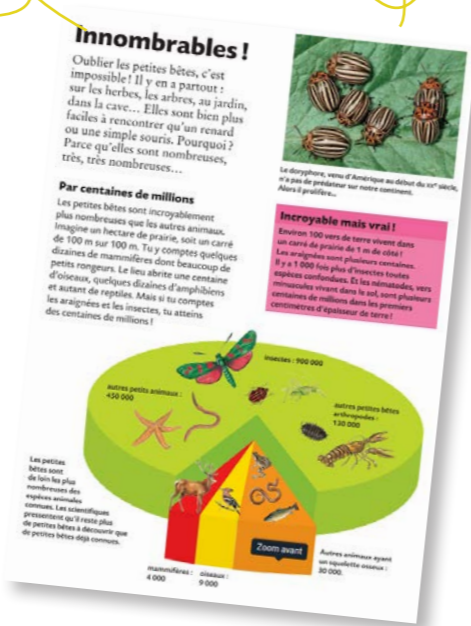 Innombrables !
Oublier les petites bêtes, c'est
impossible ! Il y en a partout :
sur les herbes, les arbres, au jardin,
dans la cave… Elles sont bien plus
faciles à rencontrer qu'un renard
ou une simple souris. Pourquoi ?
Parce qu'elles sont nombreuses,
très, très nombreuses…
Par centaines de millions
Les petites bêtes sont incroyablement
plus nombreuses que les autres animaux.
Imagine un hectare de prairie, soit un carré
de 100 m sur 100 m. Tu y comptes quelques
dizaines de mammifères dont beaucoup de
petits rongeurs. Le lieu abrite une centaine
d'oiseaux, quelques dizaines d'amphibiens
et autant de reptiles. Mais si tu comptes
les araignées et les insectes, tu atteins
des centaines de millions !
Le doryphore, venu d'Amérique au début du XXe siècle,
n'a pas de prédateur sur notre continent.
Alors il prolifère…
Incroyable mais vrai !
Environ 100 vers de terre vivent dans
un carré de prairie de 1 m de côté !
Les araignées sont plusieurs centaines.
Il y a 1 000 fois plus d'insectes toutes
espèces confondues. Et les nématodes, vers
minuscules vivant dans le sol, sont plusieurs
centaines de millions dans les premiers
centimètres d'épaisseur de terre !
insectes : 900 000
autres petits animaux :
450 000
autres petites bêtes
arthropodes :
130 000
Les petites
bêtes sont
de loin les plus
nombreuses des
espèces animales
connues. Les scientifiques
pressentent qu'il reste plus
de petites bêtes à découvrir que
de petites bêtes déjà connues.
Zoom avant
mammifères :
4 000
oiseaux :
9 000
Autres animaux ayant
un squelette osseux :
30 000.